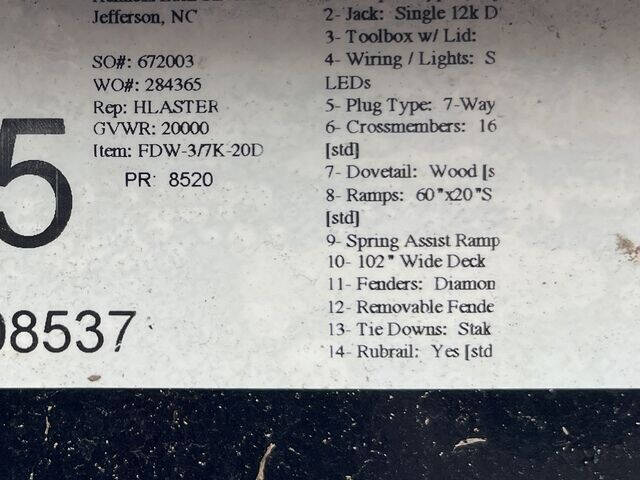 Jefferson, NC
SO#: 672003
WO#: 284365
Rep: HLASTER
GVWR: 20000
Item: FDW-3/7K-20D
PR: 8520
5
08537
2- Jack: Single 12k D
3- Toolbox w/ Lid:
4- Wiring / Lights: S
LEDs
5- Plug Type: 7-Way
6- Crossmembers: 16
[std]
7- Dovetail: Wood [s
8- Ramps: 60"x20"S
[std]
9- Spring Assist Ramp
10- 102" Wide Deck
11- Fenders: Diamon
12- Removable Fende
13- Tie Downs: Stak
14- Rubrail: Yes [std